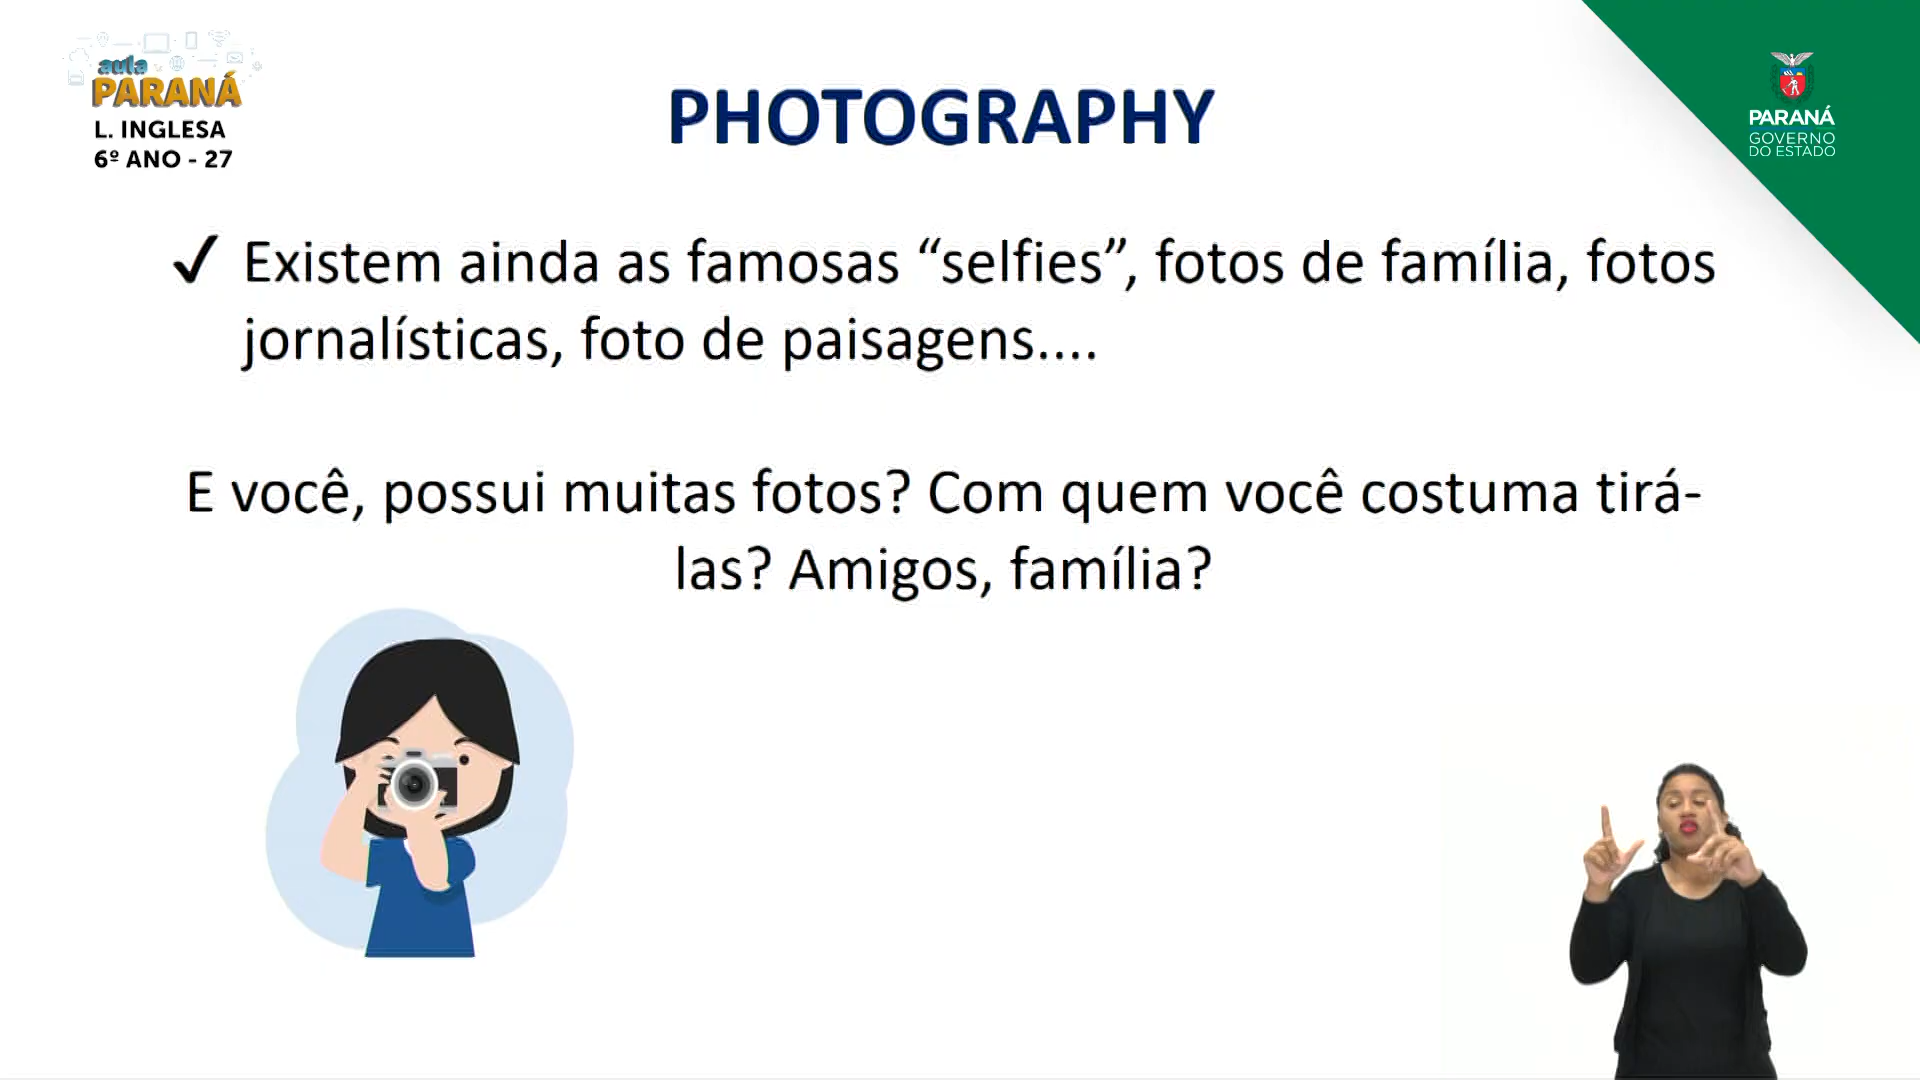 aula
PARANÁ
L. INGLESA
6º ANO - 27
PHOTOGRAPHY
PARANÁ
GOVERNO
DO ESTADO
✓ Existem ainda as famosas “selfies”, fotos de família, fotos
jornalísticas, foto de paisagens....
E você, possui muitas fotos? Com quem você costuma tirá-
las? Amigos, família?